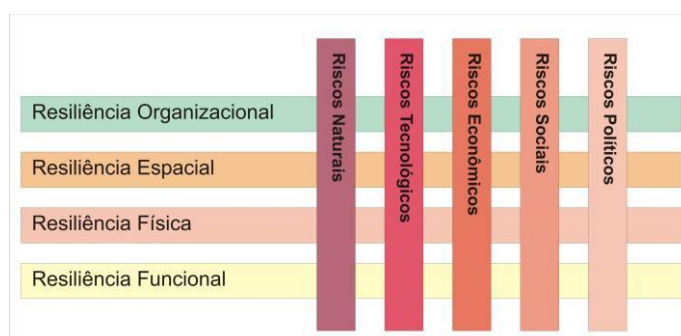 Resiliência Organizacional
Resiliência Espacial
Resiliência Física
Resiliência Funcional
Riscos Naturais
Riscos Tecnológicos
Riscos Econômicos
Riscos Sociais
Riscos Políticos